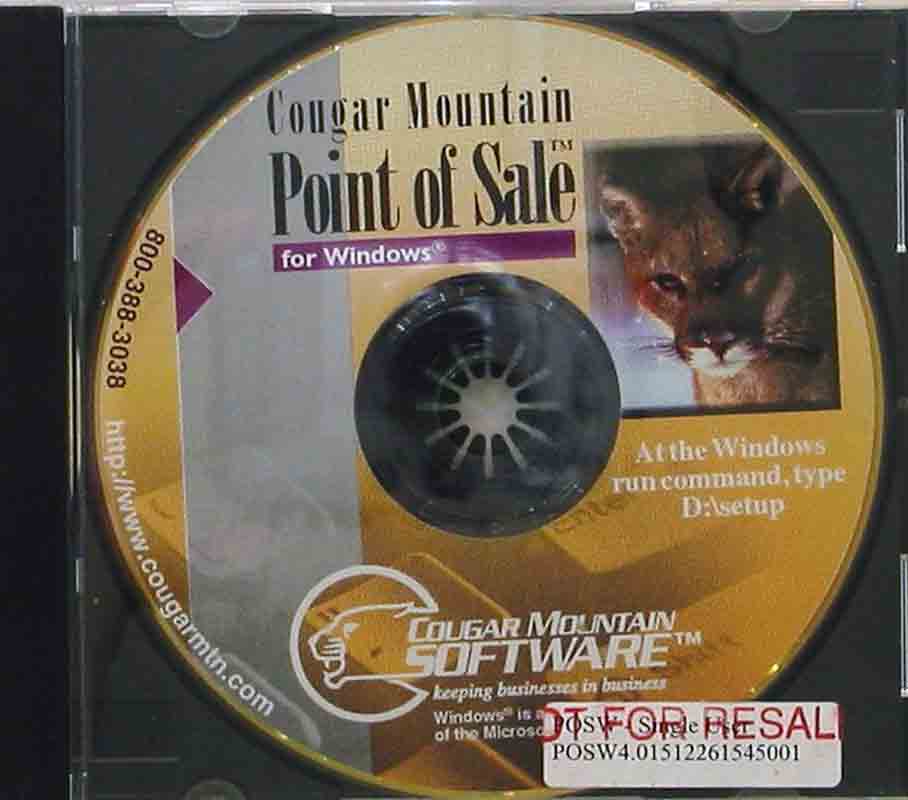 Cougar Mountain
Point of Sale™
for Windows®
800-388-3038
http://www.cougarmtn.com
At the Windows
run command, type
D:\setup
COUGAR MOUNTAIN
SOFTWARE™
keeping businesses in business
Windows® is a
of the Microso
OT FOR RESAL
POSW - Single User
POSW4.01512261545001